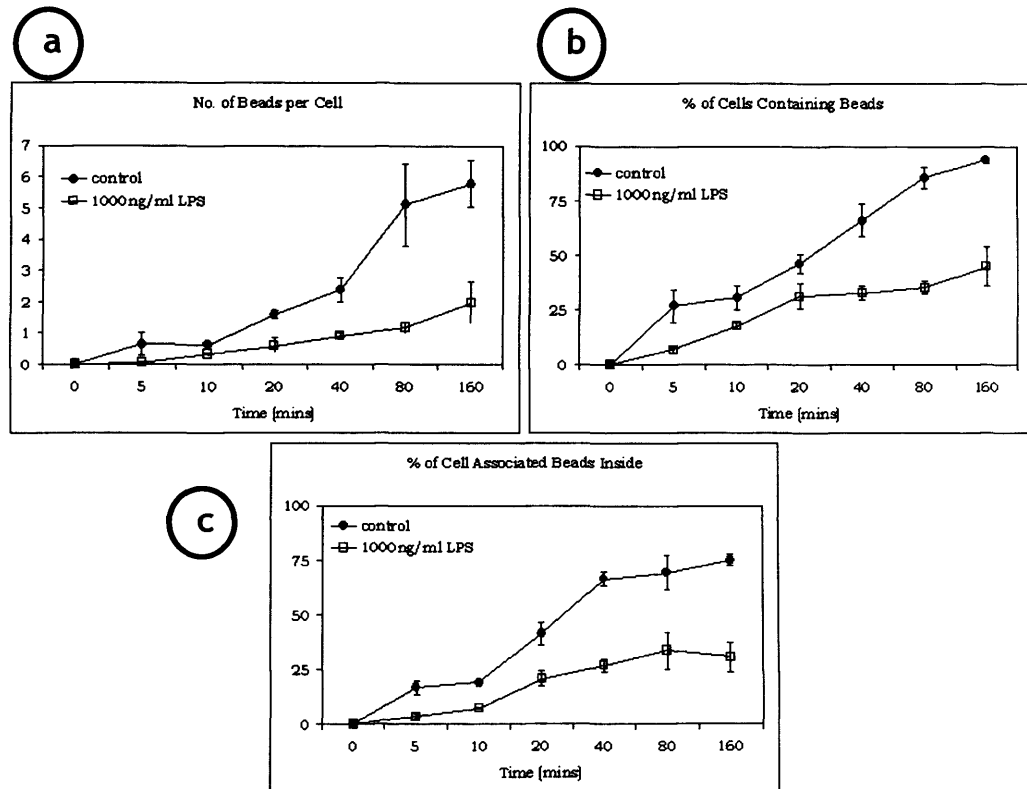 a
No. of Beads per Cell
7
6
5
4
3
2
1
0
control
1000ng/ml LPS
0 5 10 20 40 80 160
Time (mins)
b
% of Cells Containing Beads
100
75
50
25
0
control
1000ng/ml LPS
0 5 10 20 40 80 160
Time (mins)
c
% of Cell Associated Beads Inside
100
75
50
25
0
control
1000ng/ml LPS
0 5 10 20 40 80 160
Time (mins)